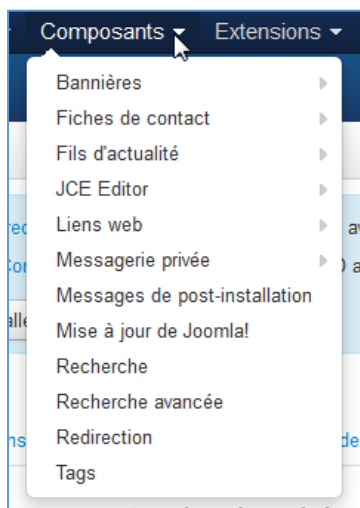 Composants Extensions
Bannières
Fiches de contact
Fils d'actualité
JCE Editor
Liens web
Messagerie privée
Messages de post-installation
Mise à jour de Joomla!
Recherche
Recherche avancée
Redirection
Tags